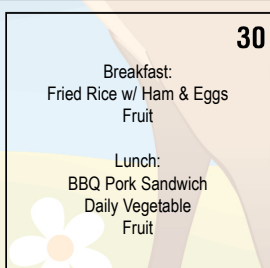 30
Breakfast:
Fried Rice w/ Ham & Eggs
Fruit
Lunch:
BBQ Pork Sandwich
Daily Vegetable
Fruit